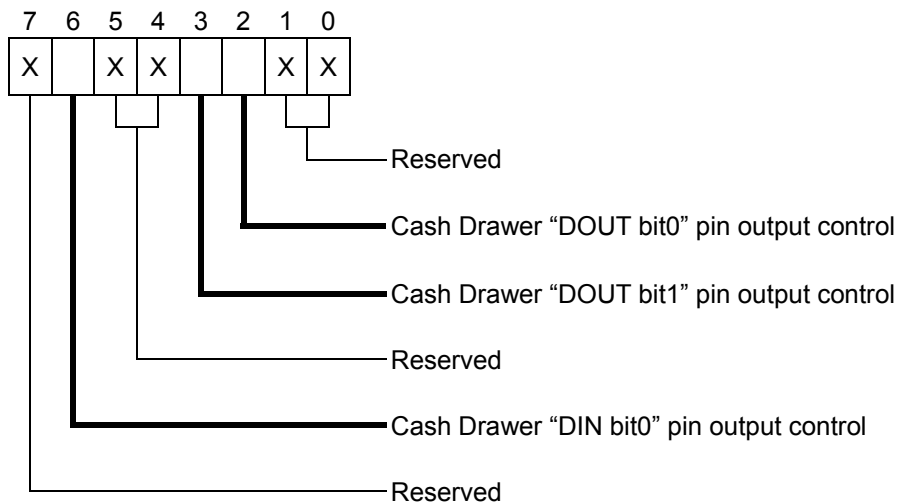 7 6 5 4 3 2 1 0
X X X X X
Reserved
Cash Drawer “DOUT bit0” pin output control
Cash Drawer “DOUT bit1” pin output control
Reserved
Cash Drawer “DIN bit0” pin output control
Reserved